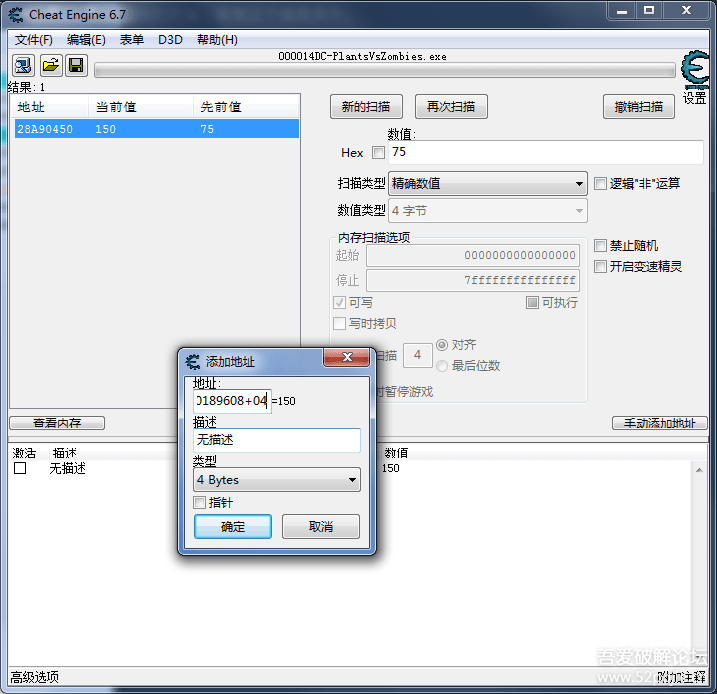 Cheat Engine 6.7
文件(F) 编辑(E) 表单 D3D 帮助(H)
000014DC-PlantsVsZombies.exe
设置
结果: 1
地址 当前值 先前值
28A90450 150 75
新的扫描 再次扫描 撤销扫描
数值:
Hex 75
扫描类型 精确数值 逻辑"非"运算
数值类型 4 字节
内存扫描选项
起始 0000000000000000
停止 7fffffffffffffff
禁止随机
开启变速精灵
可写 可执行
写时拷贝
扫描 4 对齐
最后位数
时暂停游戏
查看内存 手动添加地址
添加地址
地址:
0189608+04 =150
描述
无描述
类型
4 Bytes
指针
确定 取消
激活 描述 数值
无描述 150
高级选项 附加注释
吾爱破解论坛